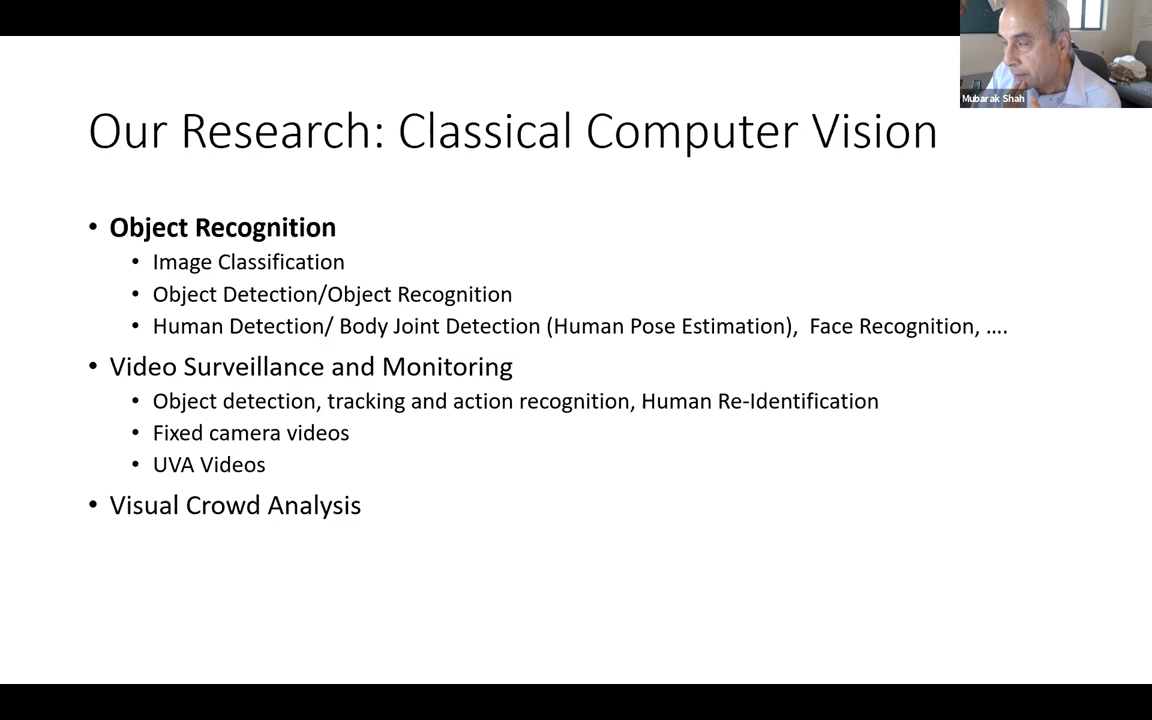 Mubarak Shah
Our Research: Classical Computer Vision
• Object Recognition
• Image Classification
• Object Detection/Object Recognition
• Human Detection/ Body Joint Detection (Human Pose Estimation),  Face Recognition, ....
• Video Surveillance and Monitoring
• Object detection, tracking and action recognition, Human Re-Identification
• Fixed camera videos
• UVA Videos
• Visual Crowd Analysis